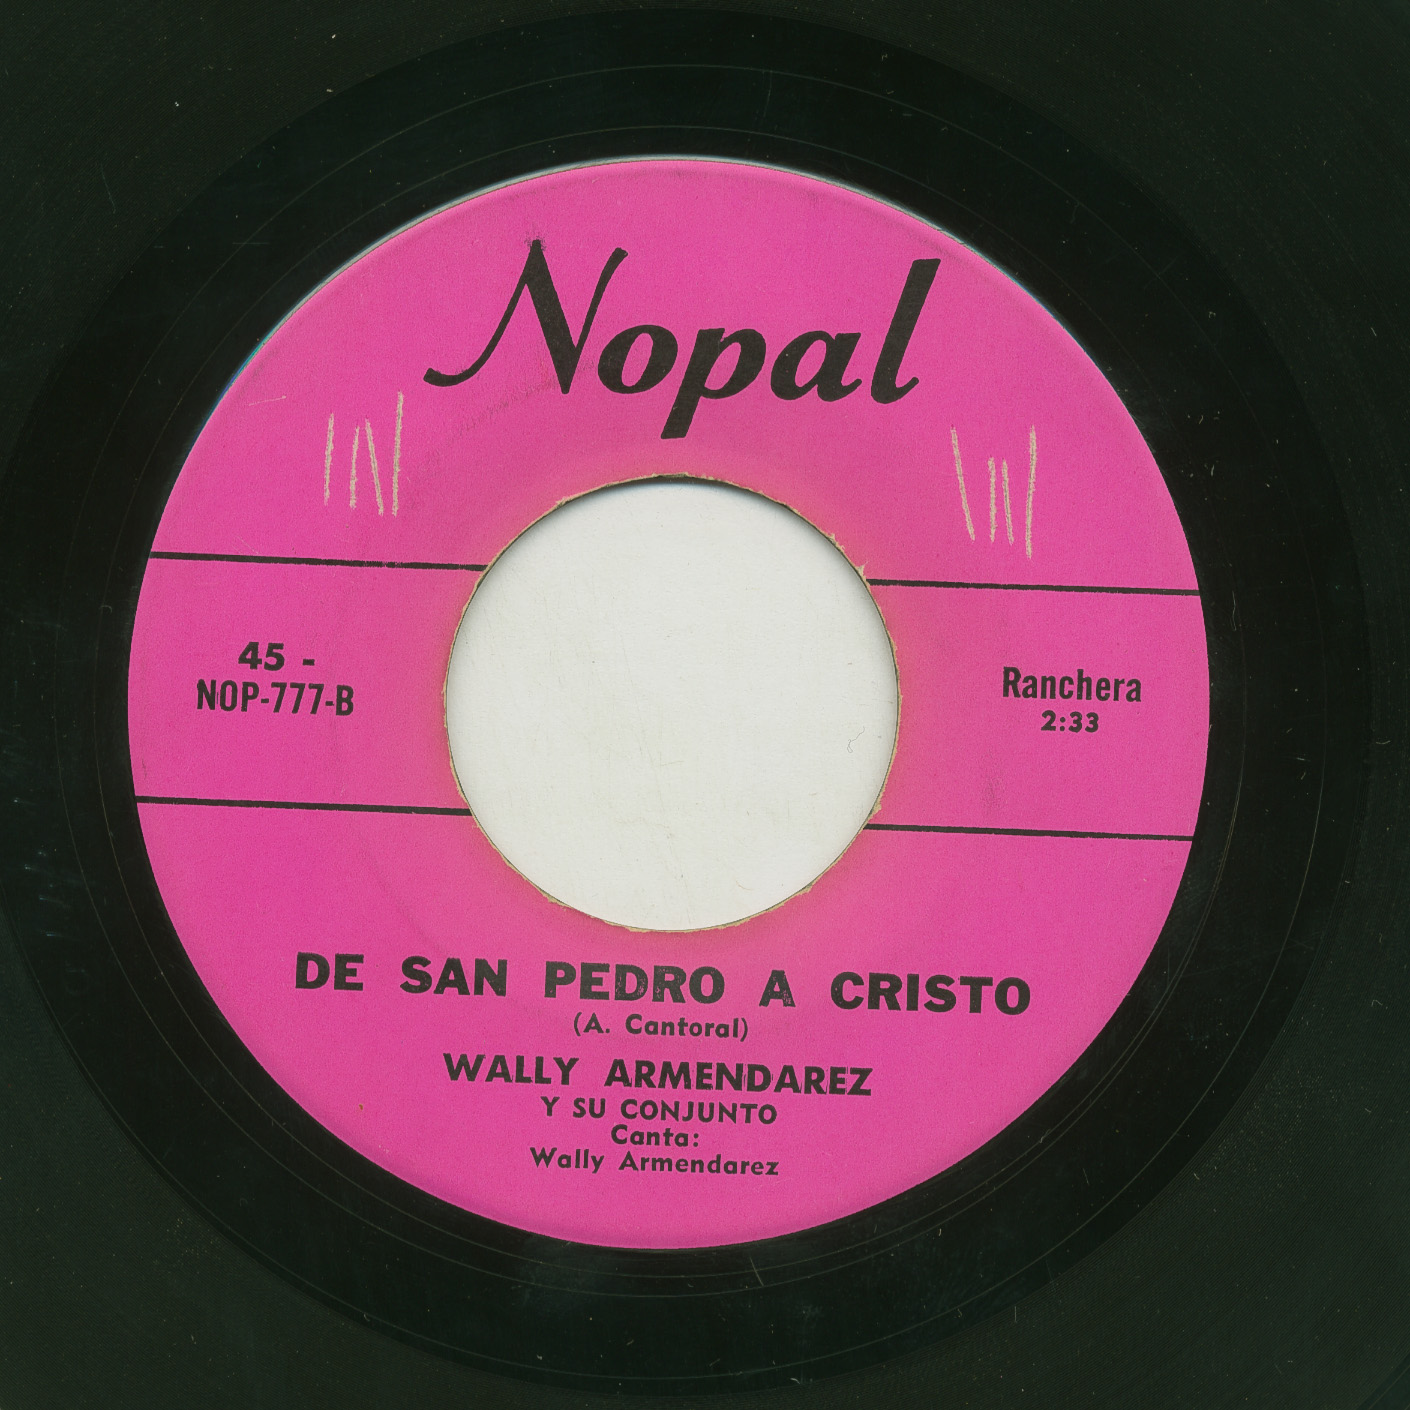 Nopal
45 -
NOP-777-B
Ranchera
2:33
DE SAN PEDRO A CRISTO
(A. Cantoral)
WALLY ARMENDAREZ
Y SU CONJUNTO
Canta:
Wally Armendarez